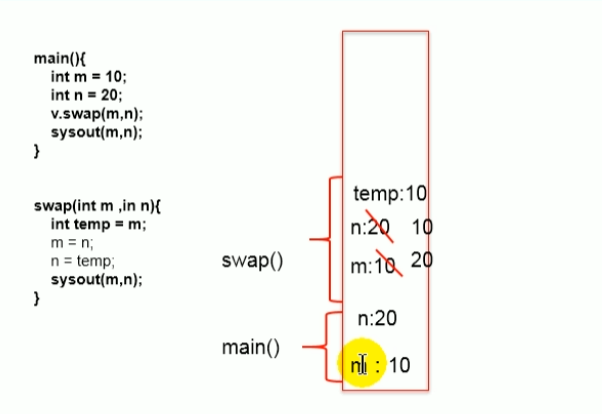 main(){
int m = 10;
int n = 20;
v.swap(m,n);
sysout(m,n);
}
swap(int m ,in n){
int temp = m;
m = n;
n = temp;
sysout(m,n);
}
temp:10
n:20 10
swap()
m:10 20
n:20
main()
: 10